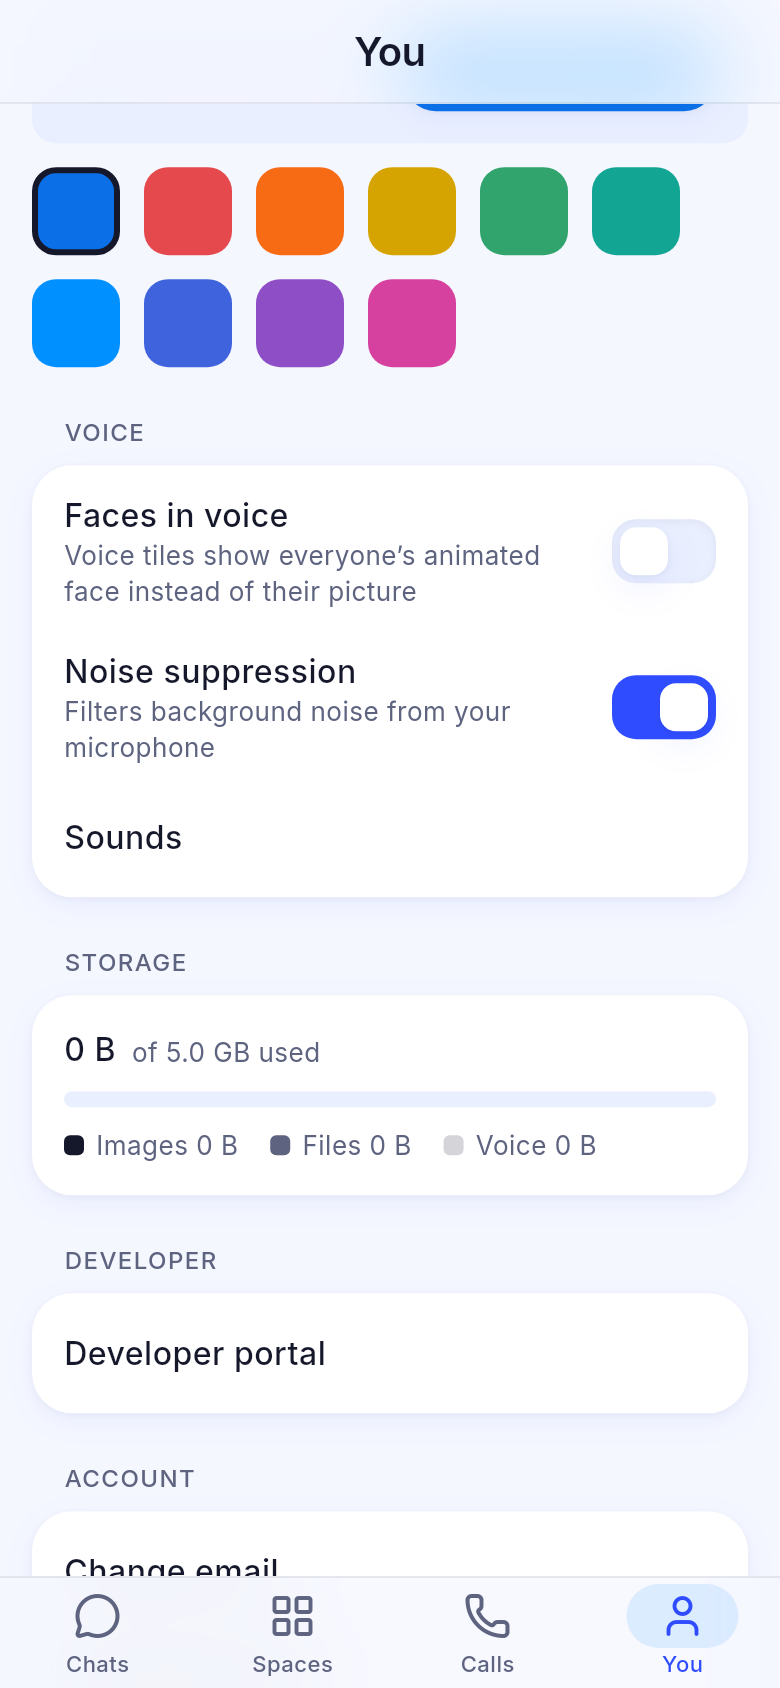 You
VOICE
Faces in voice
Voice tiles show everyone’s animated
face instead of their picture
Noise suppression
Filters background noise from your
microphone
Sounds
STORAGE
0 B of 5.0 GB used
Images 0 B Files 0 B Voice 0 B
DEVELOPER
Developer portal
ACCOUNT
Change email
Chats Spaces Calls You